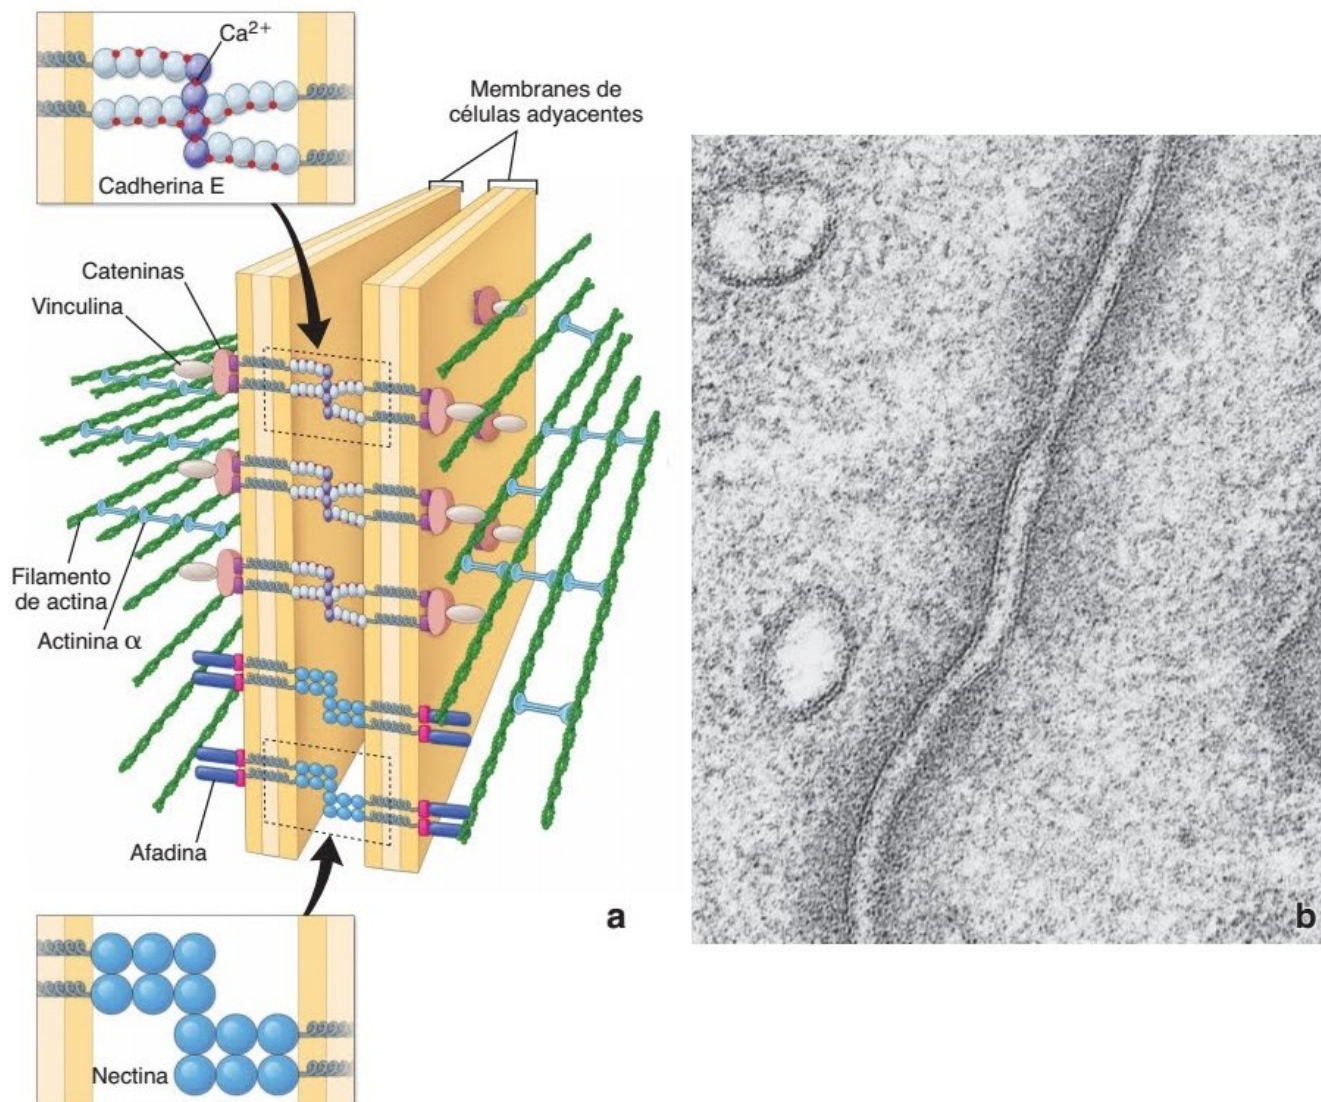 Ca2+
Cadherina E
Membranes de
células adyacentes
Cateninas
Vinculina
Filamento
de actina
Actinina α
Afadina
a
b
Nectina